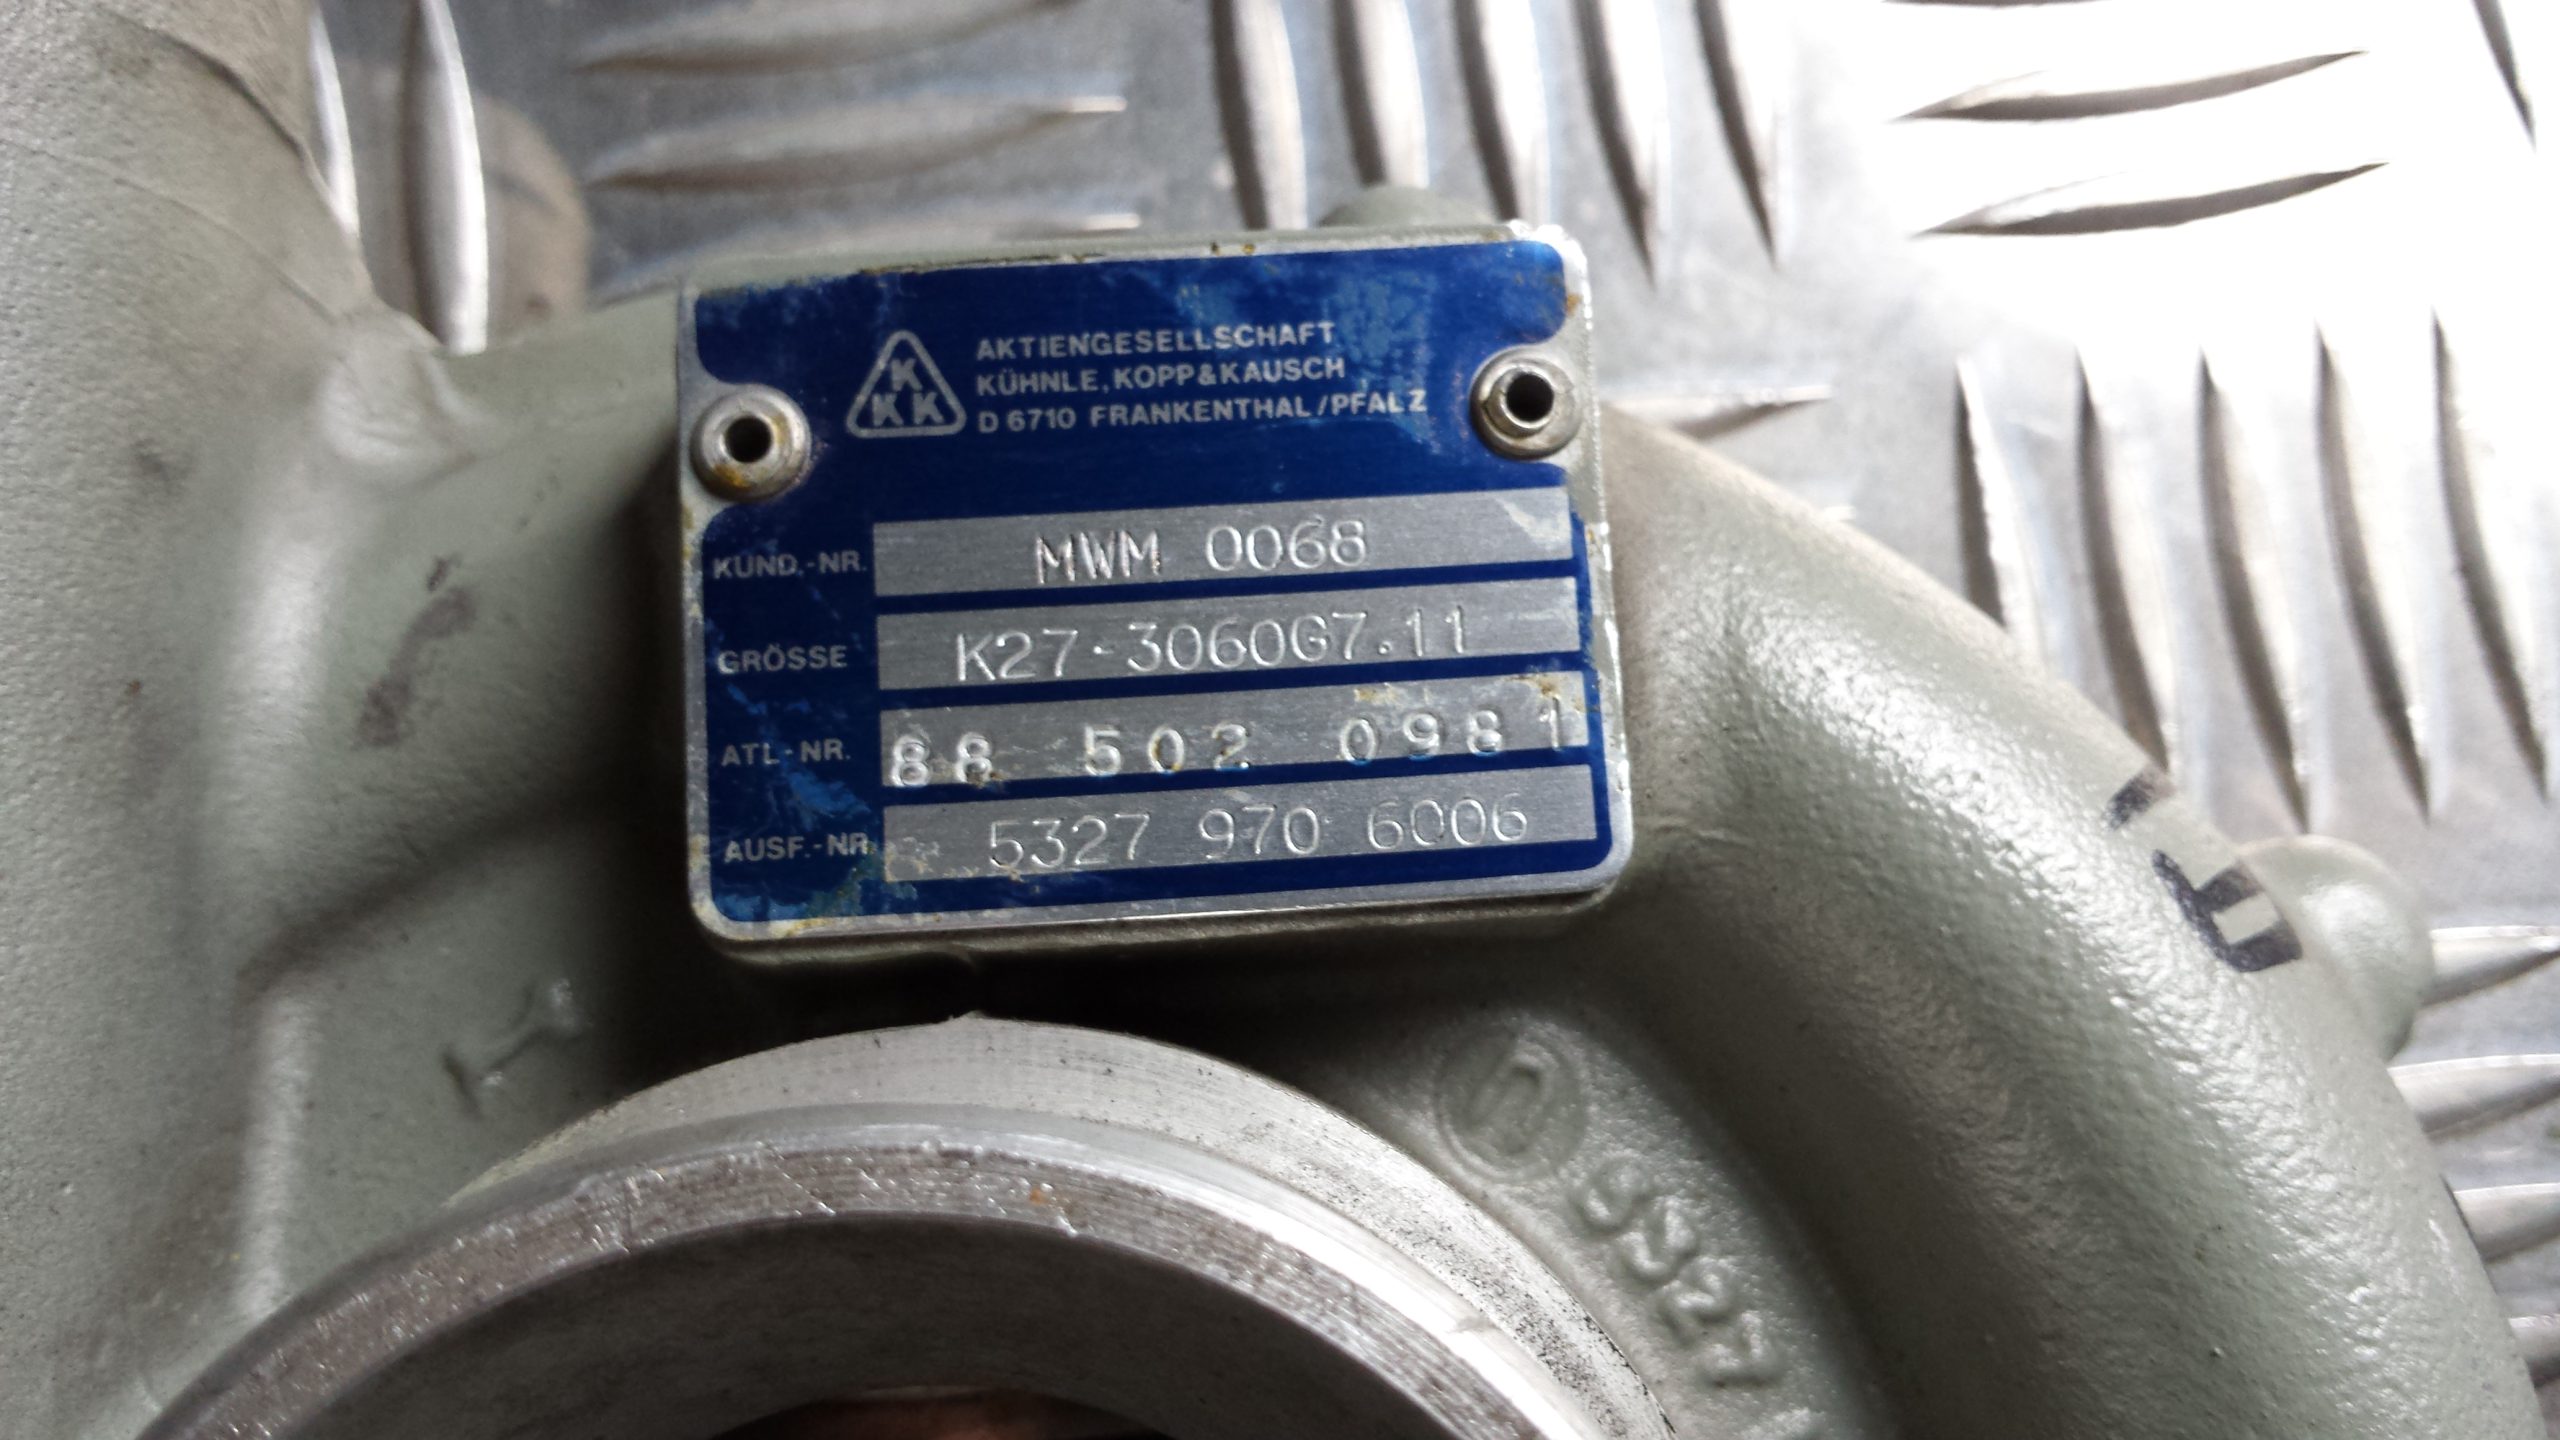 K
KK
AKTIENGESELLSCHAFT
KÜHNLE, KOPP & KAUSCH
D 6710 FRANKENTHAL/PFALZ
KUND.-NR. MWM 0068
GRÖSSE K27-3060G7.11
ATL-NR. 88 502 0981
AUSF.-NR. 5327 970 6006
n
5327